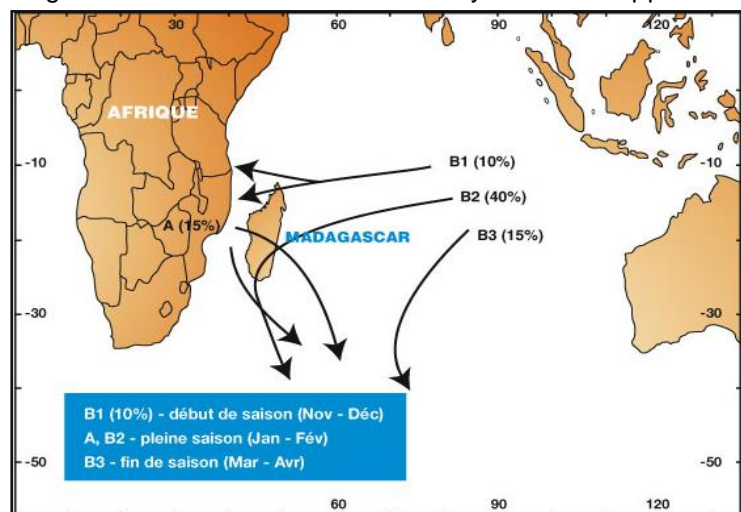 30 60 90 120
AFRIQUE
-10 -10
B1 (10%)
B2 (40%)
A (15%)
MADAGASCAR
B3 (15%)
-30 -30
B1 (10%) - début de saison (Nov - Déc)
A, B2 - pleine saison (Jan - Fév)
B3 - fin de saison (Mar - Avr)
-50 -50
60 90 120